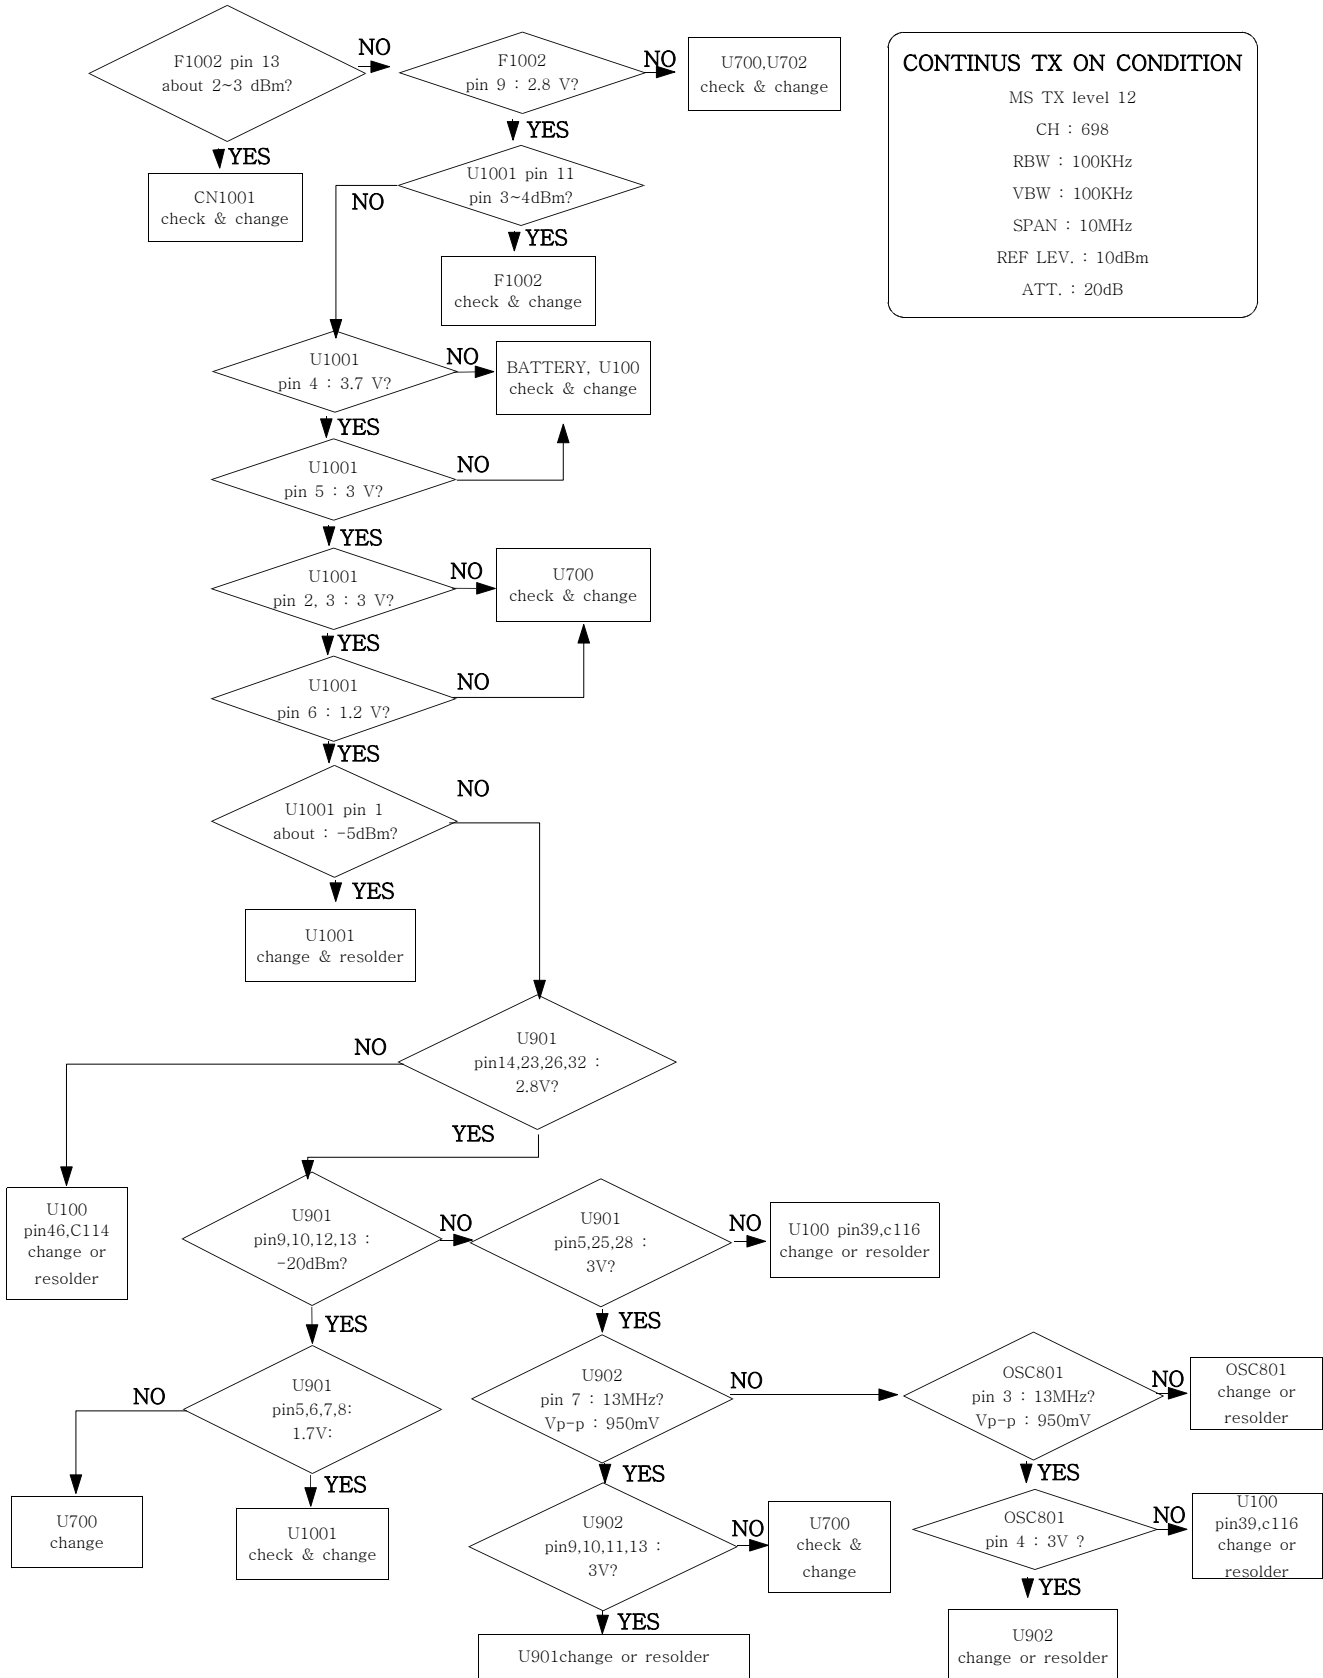 F1002 pin 13
about 2~3 dBm?
NO
F1002
pin 9 : 2.8 V?
NO
U700,U702
check & change
CONTINUS TX ON CONDITION
MS TX level 12
CH : 698
RBW : 100KHz
VBW : 100KHz
SPAN : 10MHz
REF LEV. : 10dBm
ATT. : 20dB
YES
CN1001
check & change
YES
U1001 pin 11
pin 3~4dBm?
NO
YES
F1002
check & change
U1001
pin 4 : 3.7 V?
NO
BATTERY, U100
check & change
YES
U1001
pin 5 : 3 V?
NO
YES
U1001
pin 2, 3 : 3 V?
NO
U700
check & change
YES
U1001
pin 6 : 1.2 V?
NO
YES
U1001 pin 1
about : -5dBm?
NO
YES
U1001
change & resolder
U901
pin14,23,26,32 :
2.8V?
NO
YES
U100
pin46,C114
change or
resolder
U901
pin9,10,12,13 :
-20dBm?
NO
U901
pin5,25,28 :
3V?
NO
U100 pin39,c116
change or resolder
YES
YES
U901
pin5,6,7,8:
1.7V:
NO
U902
pin 7 : 13MHz?
Vp-p : 950mV
NO
OSC801
pin 3 : 13MHz?
Vp-p : 950mV
NO
OSC801
change or
resolder
YES
YES
YES
U700
change
U1001
check & change
U902
pin9,10,11,13 :
3V?
NO
U700
check &
change
OSC801
pin 4 : 3V ?
NO
U100
pin39,c116
change or
resolder
YES
YES
U901change or resolder
U902
change or resolder